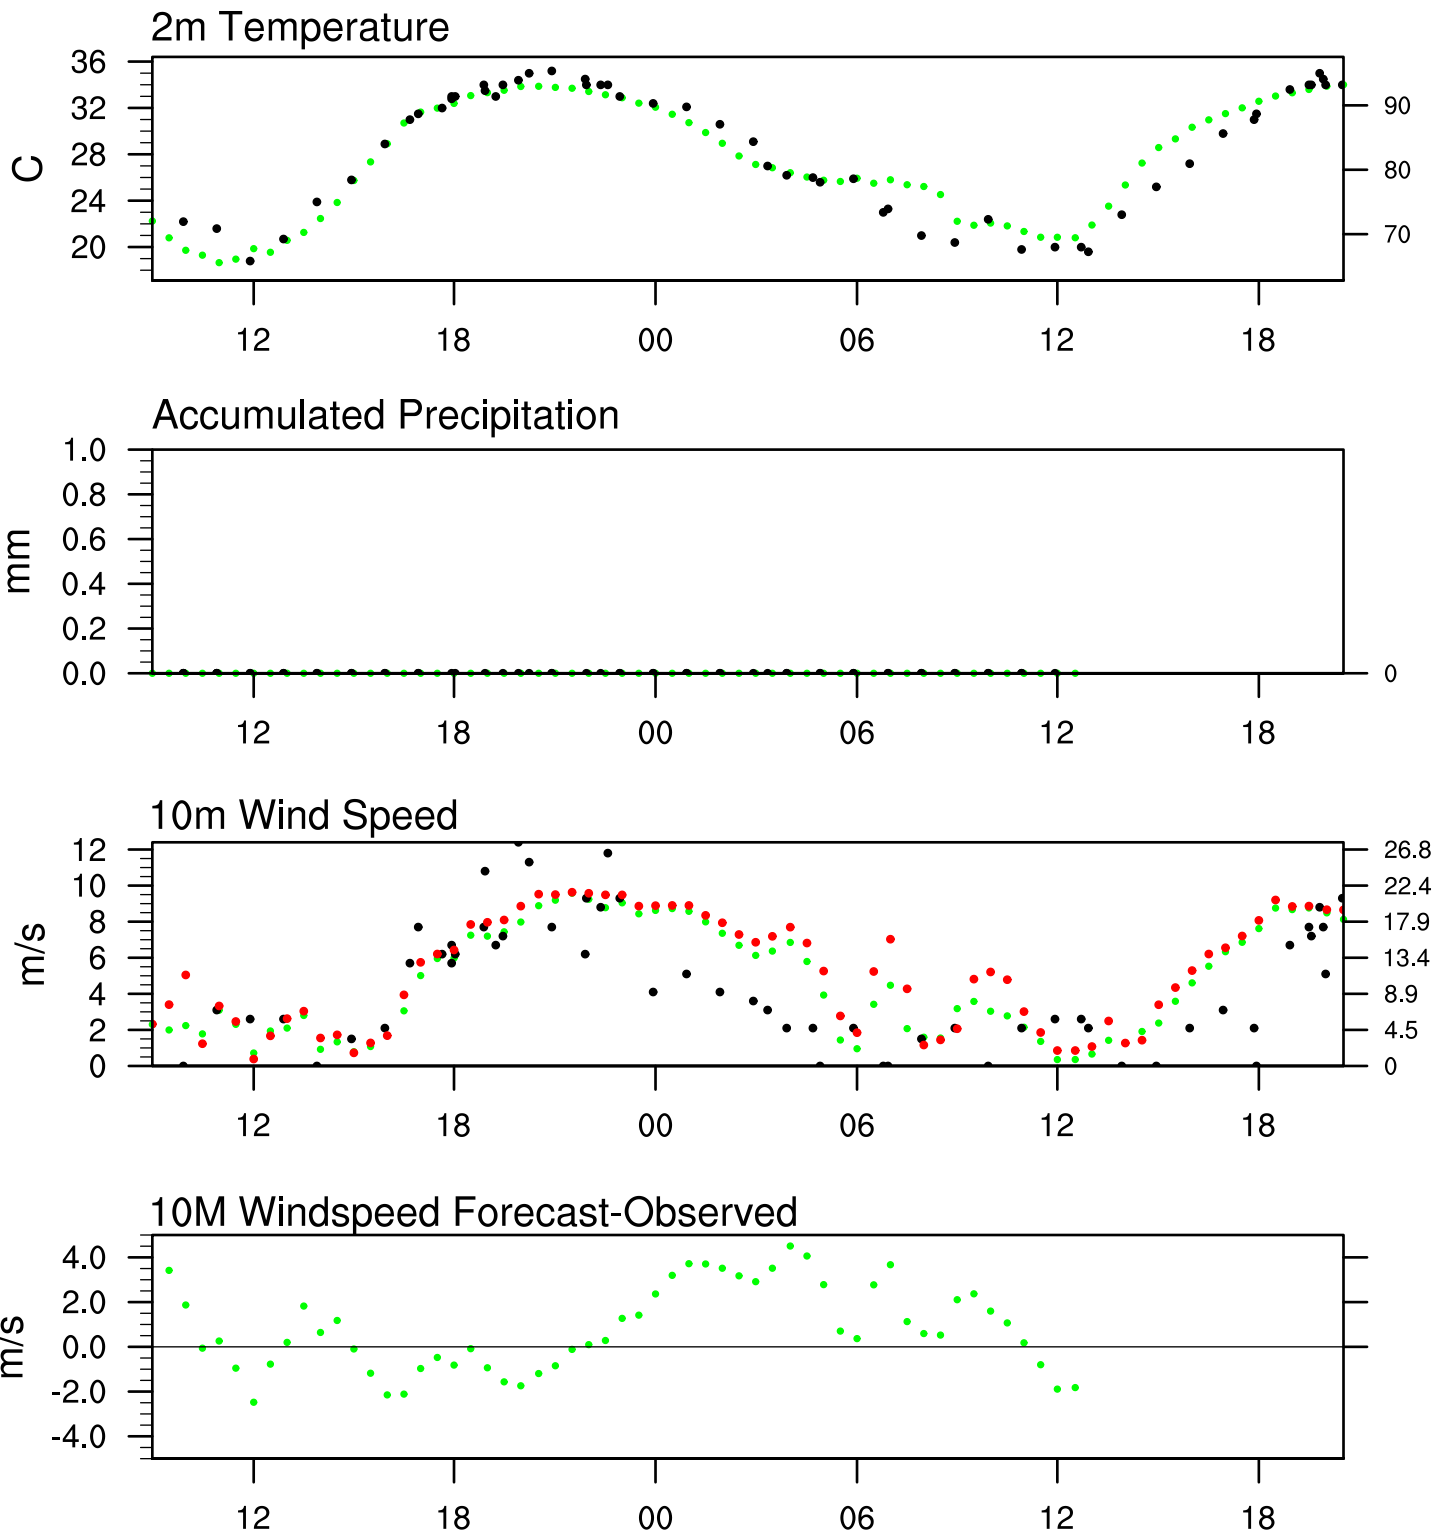 2m Temperature
36
32
28
24
20
C
90
80
70
12 18 00 06 12 18
Accumulated Precipitation
1.0
0.8
0.6
0.4
0.2
0.0
mm
0
12 18 00 06 12 18
10m Wind Speed
12
10
8
6
4
2
0
m/s
26.8
22.4
17.9
13.4
8.9
4.5
0
12 18 00 06 12 18
10M Windspeed Forecast-Observed
4.0
2.0
0.0
-2.0
-4.0
m/s
12 18 00 06 12 18